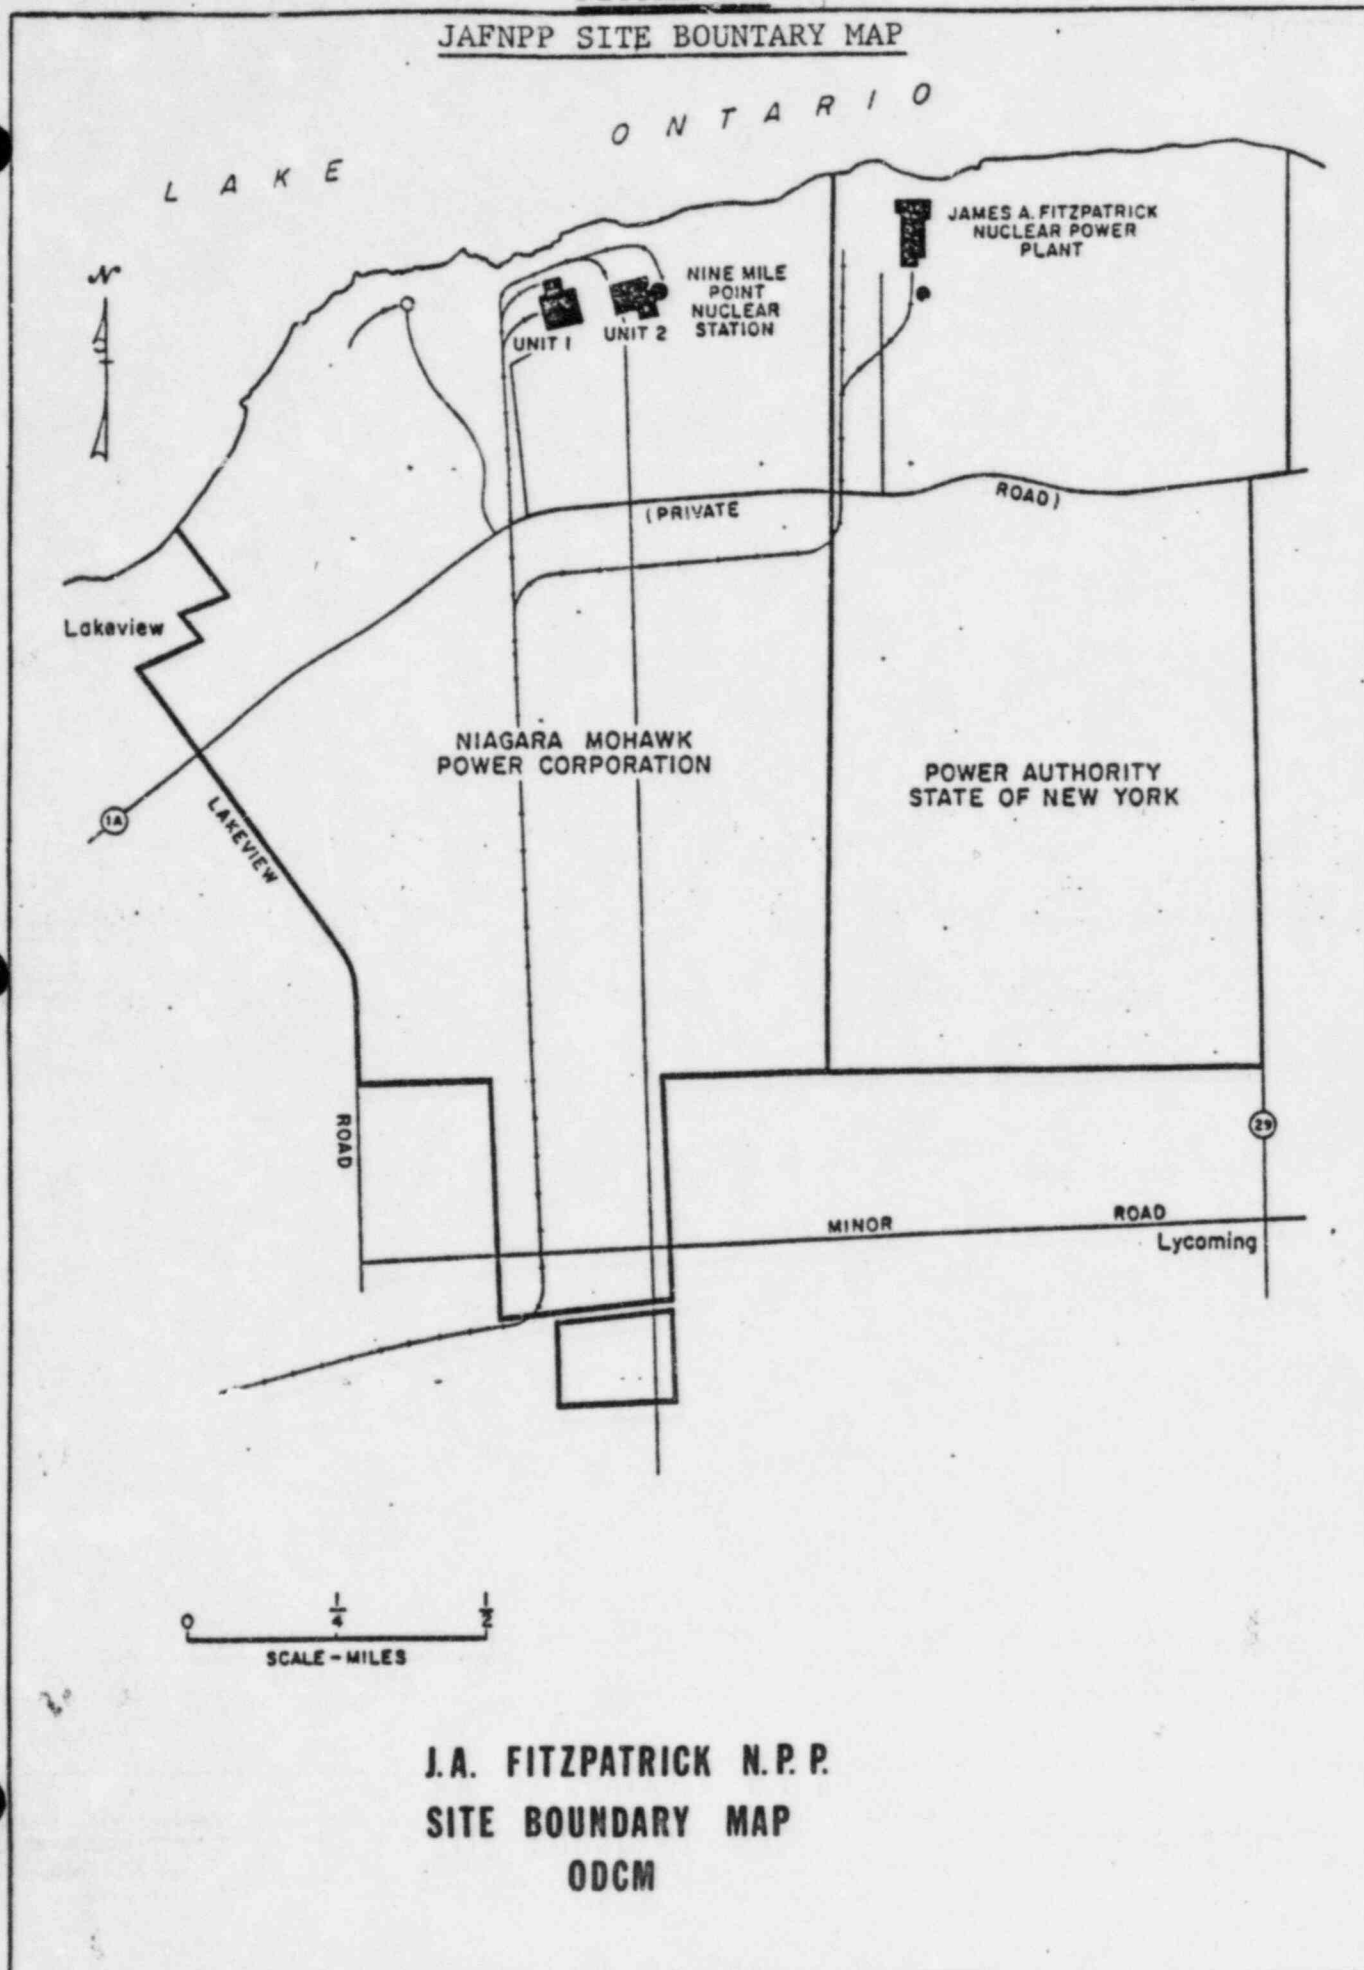 JAFNPP SITE BOUNTARY MAP
LAKE ONTARIO
N
JAMES A. FITZPATRICK
NUCLEAR POWER
PLANT
NINE MILE
POINT
NUCLEAR
STATION
UNIT 1
UNIT 2
(PRIVATE ROAD)
Lakeview
NIAGARA MOHAWK
POWER CORPORATION
POWER AUTHORITY
STATE OF NEW YORK
1A
LAKEVIEW ROAD
29
MINOR ROAD
Lycoming
0 1/4 1/2
SCALE - MILES
J.A. FITZPATRICK N.P.P.
SITE BOUNDARY MAP
ODCM